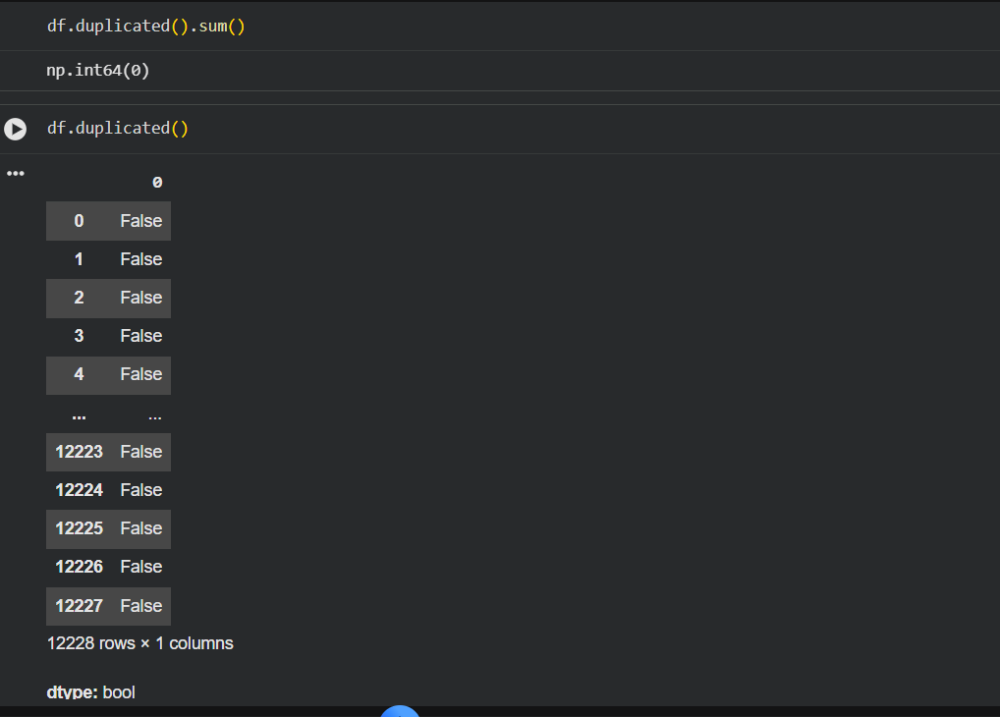 df.duplicated().sum()
np.int64(0)
df.duplicated()
0
0 False
1 False
2 False
3 False
4 False
... ...
12223 False
12224 False
12225 False
12226 False
12227 False
12228 rows × 1 columns
dtype: bool